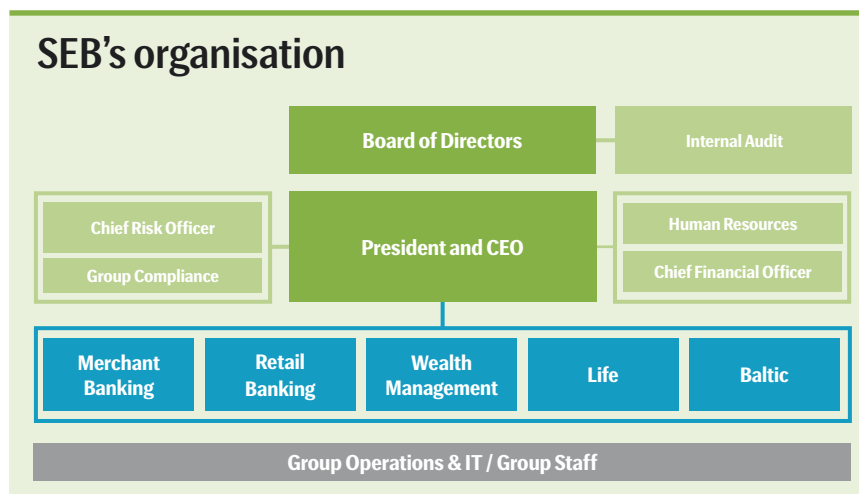 SEB’s organisation
Board of Directors
Internal Audit
Chief Risk Officer
Group Compliance
President and CEO
Human Resources
Chief Financial Officer
Merchant
Banking
Retail
Banking
Wealth
Management
Life
Baltic
Group Operations & IT / Group Staff